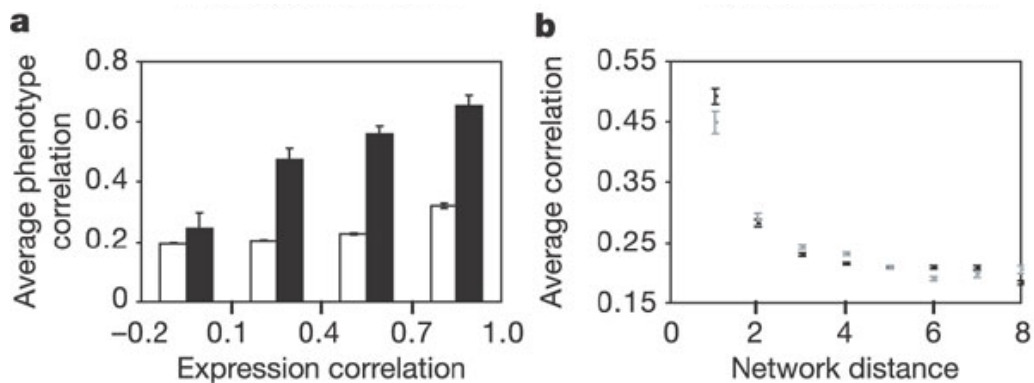 a
Average phenotype
correlation
0.8
0.6
0.4
0.2
0
−0.2 0.1 0.4 0.7 1.0
Expression correlation
b
Average correlation
0.55
0.45
0.35
0.25
0.15
0 2 4 6 8
Network distance